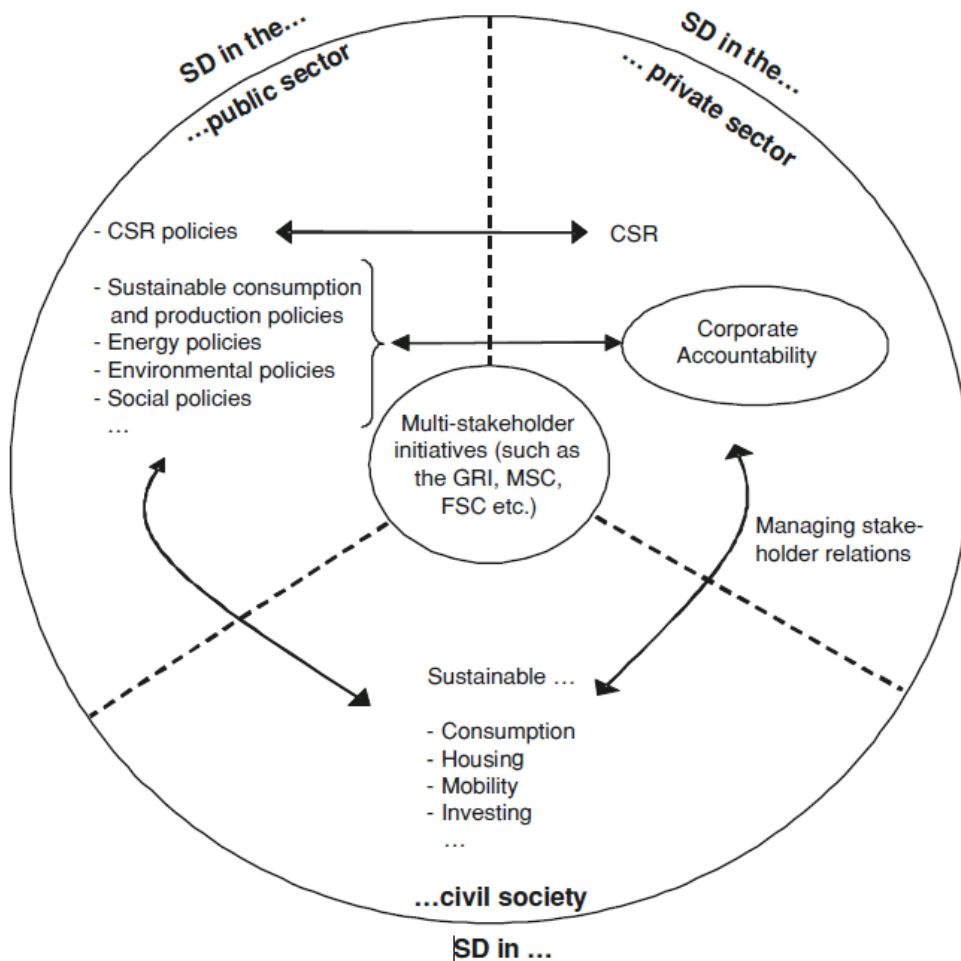 SD in the...
...public sector
SD in the...
... private sector
- CSR policies
CSR
- Sustainable consumption
and production policies
- Energy policies
- Environmental policies
- Social policies
...
Corporate
Accountability
Multi-stakeholder
initiatives (such as
the GRI, MSC,
FSC etc.)
Managing stake-
holder relations
Sustainable ...
- Consumption
- Housing
- Mobility
- Investing
...
...civil society
SD in ...